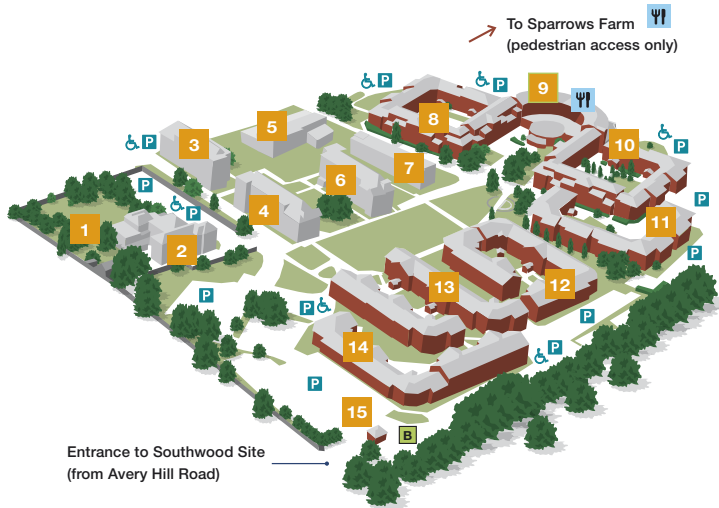 To Sparrows Farm
(pedestrian access only)
9
P
P
8
5
10
3
P
P
7
6
P
4
P
1
P
11
2
P
P
13
12
P
P
P
14
P
P
15
B
Entrance to Southwood Site
(from Avery Hill Road)